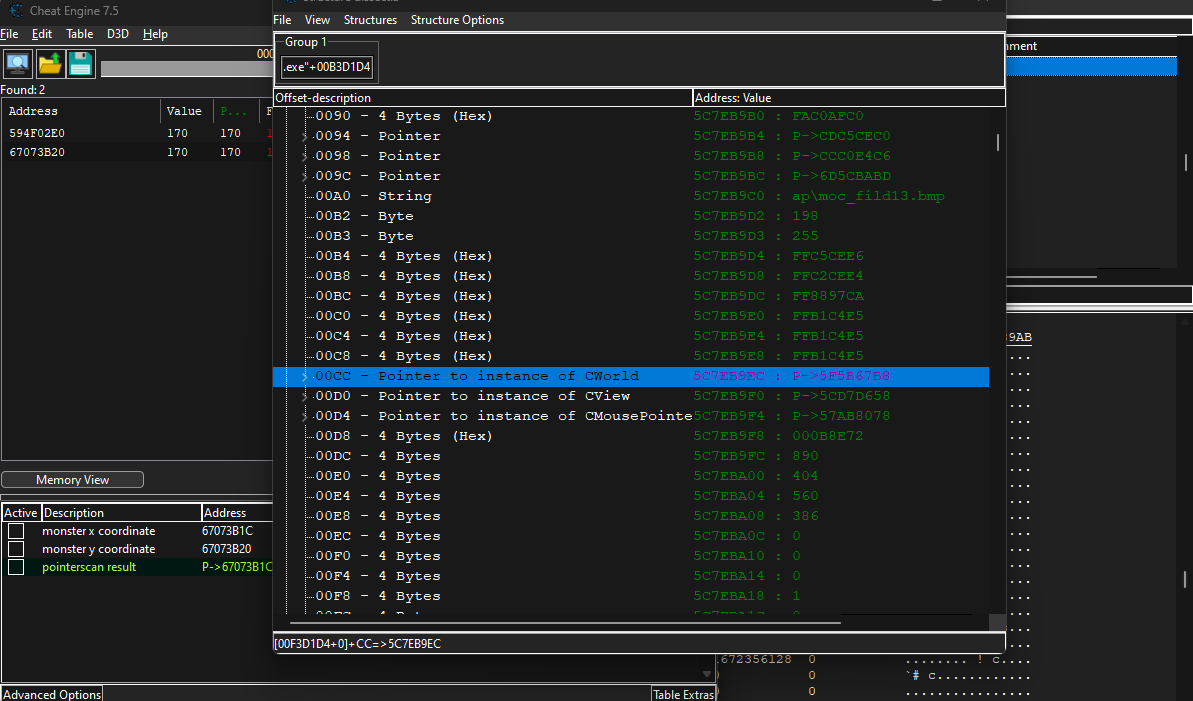 Cheat Engine 7.5
File Edit Table D3D Help
Found: 2
Address Value P...
594F02E0 170 170
67073B20 170 170
Memory View
Active Description Address
monster x coordinate 67073B1C
monster y coordinate 67073B20
pointerscan result P->67073B1C
Advanced Options
Table Extras
File View Structures Structure Options
Group 1
.exe"+00B3D1D4
Offset-description Address: Value
0090 - 4 Bytes (Hex) 5C7EB9B0 : FAC0AFC0
0094 - Pointer 5C7EB9B4 : P->CDC5CEC0
0098 - Pointer 5C7EB9B8 : P->CCC0E4C6
009C - Pointer 5C7EB9BC : P->6D5CBABD
00A0 - String 5C7EB9C0 : ap\moc_fild13.bmp
00B2 - Byte 5C7EB9D2 : 198
00B3 - Byte 5C7EB9D3 : 255
00B4 - 4 Bytes (Hex) 5C7EB9D4 : FFC5CEE6
00B8 - 4 Bytes (Hex) 5C7EB9D8 : FFC2CEE4
00BC - 4 Bytes (Hex) 5C7EB9DC : FF8897CA
00C0 - 4 Bytes (Hex) 5C7EB9E0 : FFB1C4E5
00C4 - 4 Bytes (Hex) 5C7EB9E4 : FFB1C4E5
00C8 - 4 Bytes (Hex) 5C7EB9E8 : FFB1C4E5
00CC - Pointer to instance of CWorld 5C7EB9EC : P->5F5B67B8
00D0 - Pointer to instance of CView 5C7EB9F0 : P->5CD7D658
00D4 - Pointer to instance of CMousePointe 5C7EB9F4 : P->57AB8078
00D8 - 4 Bytes (Hex) 5C7EB9F8 : 000B8E72
00DC - 4 Bytes 5C7EB9FC : 890
00E0 - 4 Bytes 5C7EBA00 : 404
00E4 - 4 Bytes 5C7EBA04 : 560
00E8 - 4 Bytes 5C7EBA08 : 386
00EC - 4 Bytes 5C7EBA0C : 0
00F0 - 4 Bytes 5C7EBA10 : 0
00F4 - 4 Bytes 5C7EBA14 : 0
00F8 - 4 Bytes 5C7EBA18 : 1
[00F3D1D4+0]+CC=>5C7EB9EC
ment
9AB
.672356128 0 ........ ! c....
0 `# c............
0 ................